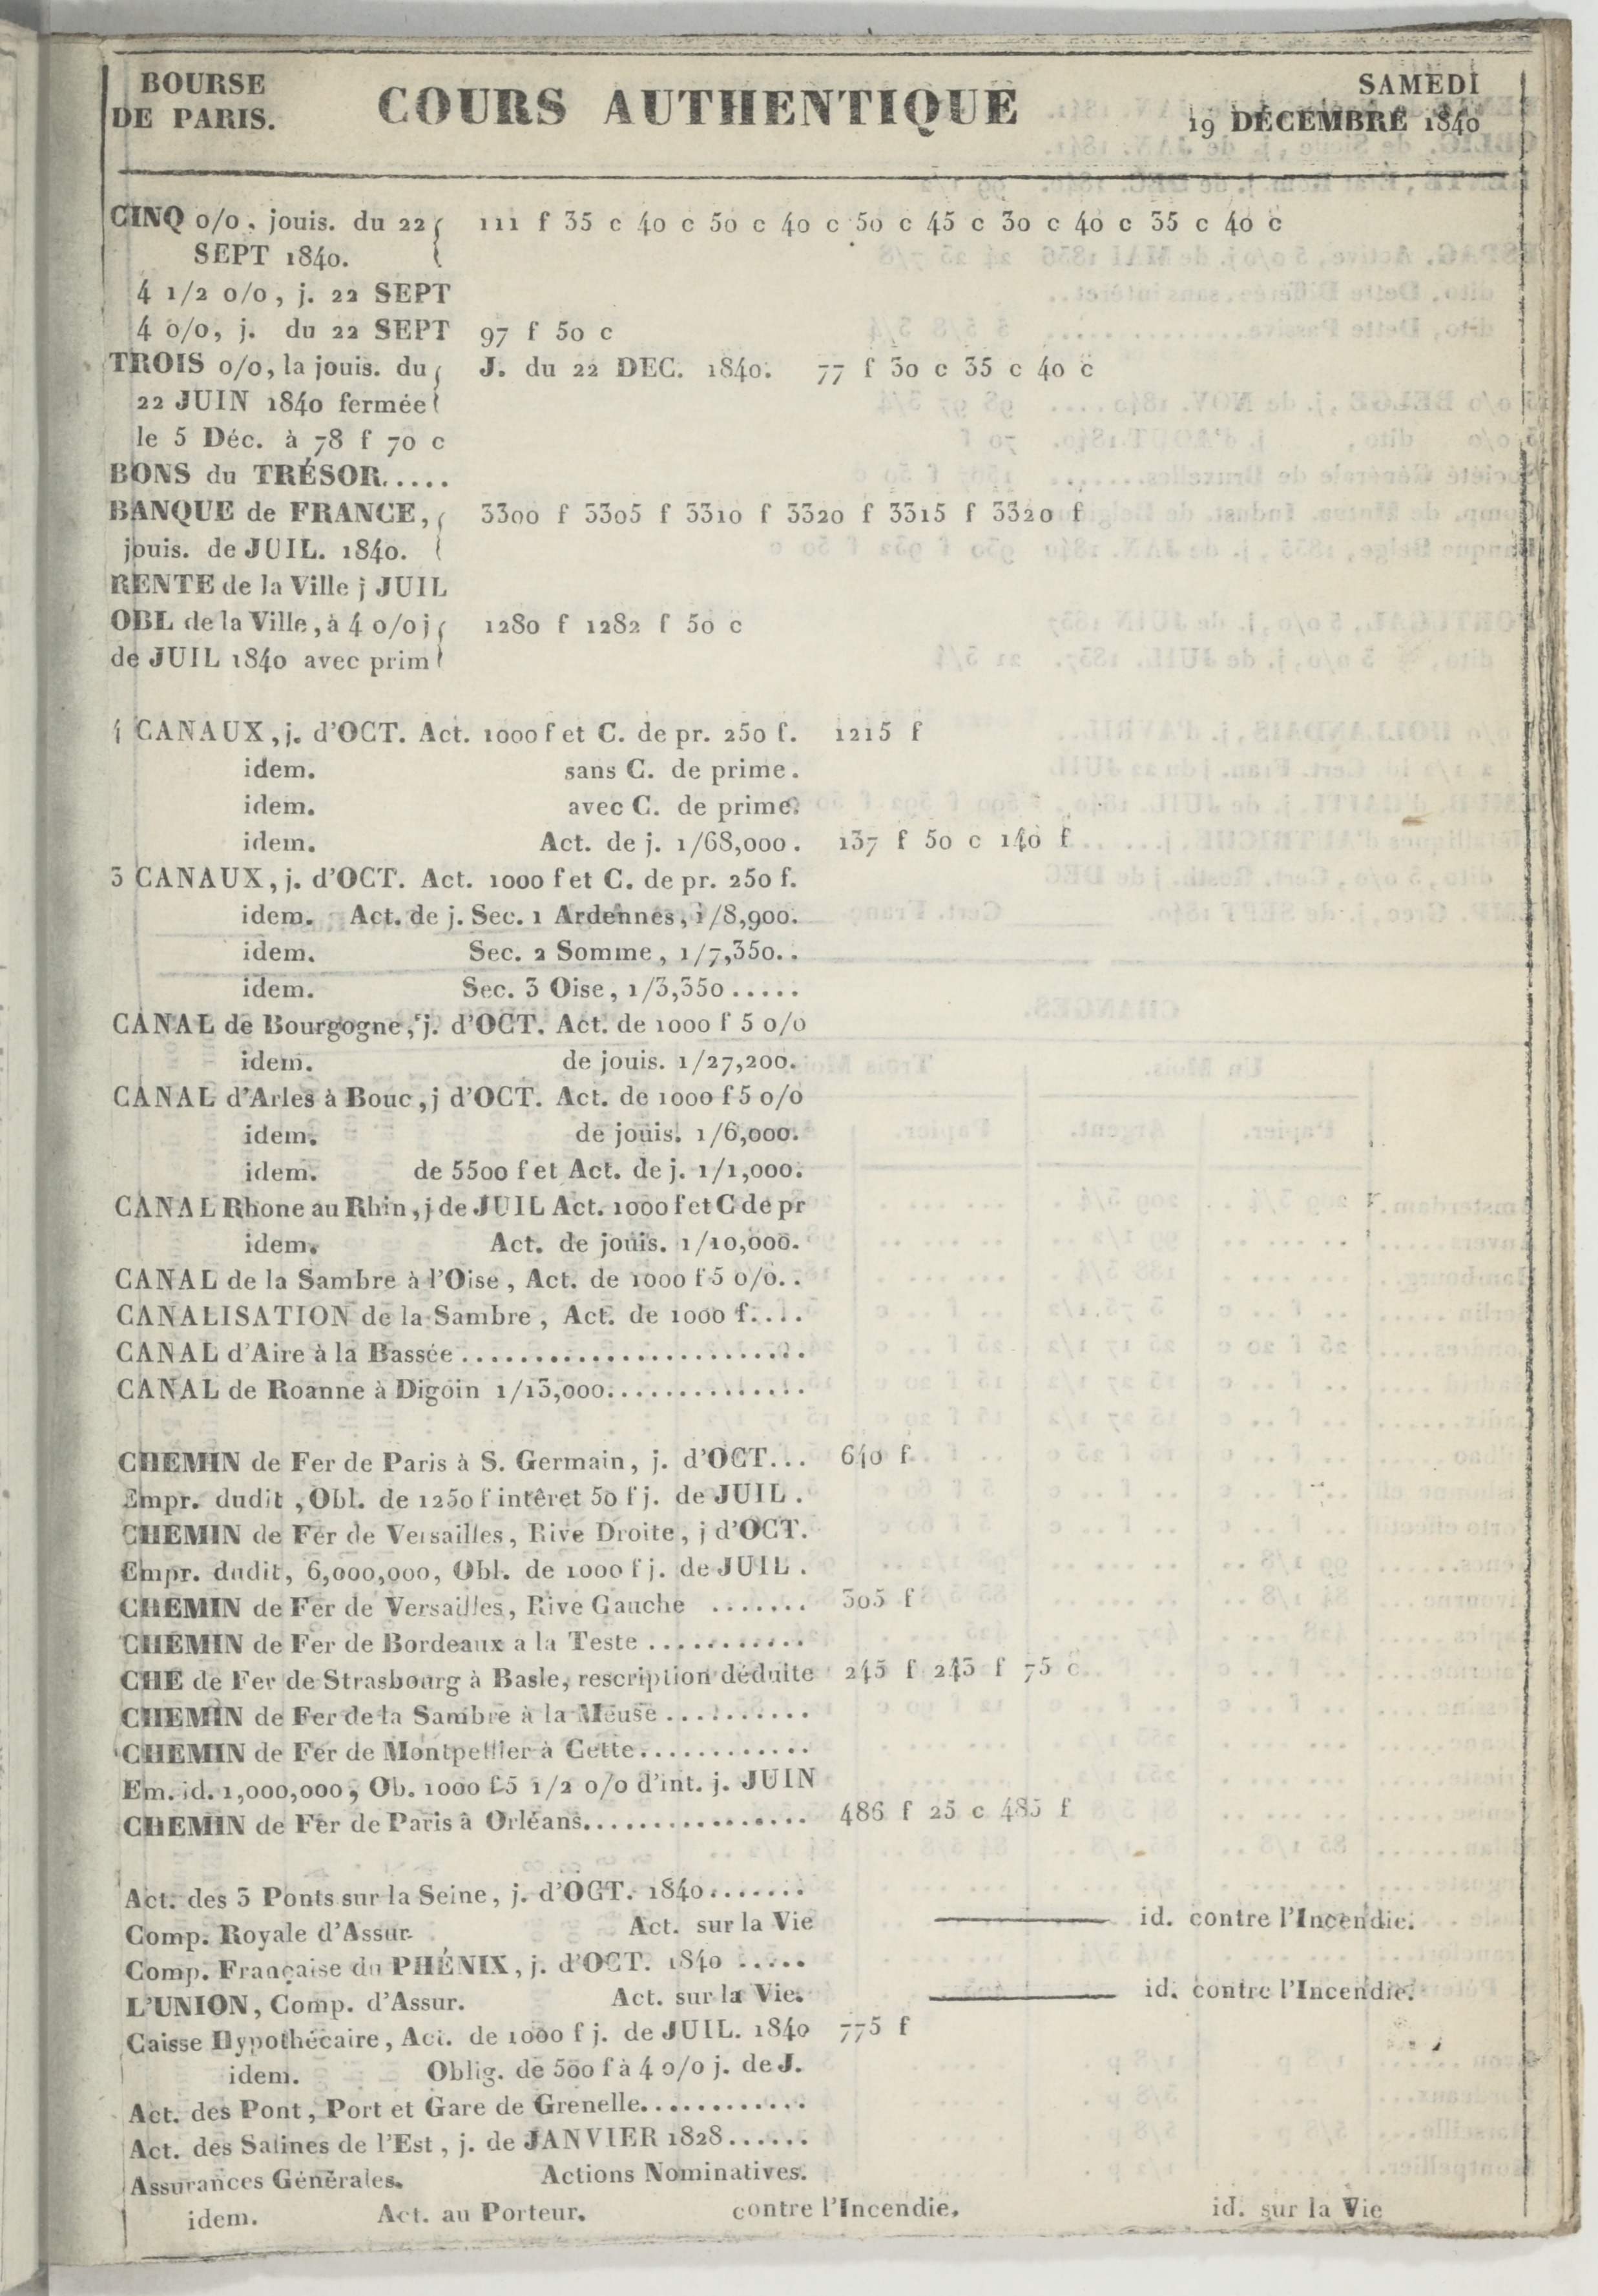 BOURSE DE PARIS.
COURS AUTHENTIQUE
SAMEDI 19 DÉCEMBRE 1840
CINQ 0/0, jouis. du 22 111 f 35 c 40 c 50 c 40 c 50 c 45 c 30 c 40 c 35 c 40 c
SEPT 1840.
4 1/2 0/0, j. 22 SEPT
4 0/0, j. du 22 SEPT 97 f 50 c
TROIS 0/0, la jouis. du J. du 22 DEC. 1840. 77 f 30 c 35 c 40 c
22 JUIN 1840 fermée
le 5 Déc. à 78 f 70 c
BONS du TRÉSOR.....
BANQUE de FRANCE, 3300 f 3305 f 3310 f 3320 f 3315 f 3320 f
jouis. de JUIL. 1840.
RENTE de la Ville j JUIL
OBL de la Ville, à 4 0/0 j 1280 f 1282 f 50 c
de JUIL 1840 avec prim
4 CANAUX, j. d'OCT. Act. 1000 f et C. de pr. 250 f. 1215 f
idem. sans C. de prime.
idem. avec C. de prime.
idem. Act. de j. 1/68,000. 137 f 50 c 140 f
3 CANAUX, j. d'OCT. Act. 1000 f et C. de pr. 250 f.
idem. Act. de j. Sec. 1 Ardennes, 1/8,900.
idem. Sec. 2 Somme, 1/7,350..
idem. Sec. 3 Oise, 1/3,350.....
CANAL de Bourgogne, j. d'OCT. Act. de 1000 f 5 0/0
idem. de jouis. 1/27,200.
CANAL d'Arles à Bouc, j d'OCT. Act. de 1000 f 5 0/0
idem. de jouis. 1/6,000.
idem. de 5500 f et Act. de j. 1/1,000.
CANAL Rhone au Rhin, j de JUIL Act. 1000 f et C de pr
idem. Act. de jouis. 1/10,000.
CANAL de la Sambre à l'Oise, Act. de 1000 f 5 0/0..
CANALISATION de la Sambre, Act. de 1000 f....
CANAL d'Aire à la Bassée........................
CANAL de Roanne à Digoin 1/13,000..............
CHEMIN de Fer de Paris à S. Germain, j. d'OCT... 640 f
Empr. dudit, Obl. de 1250 f intêret 50 f j. de JUIL.
CHEMIN de Fer de Versailles, Rive Droite, j d'OCT.
Empr. dudit, 6,000,000, Obl. de 1000 f j. de JUIL.
CHEMIN de Fer de Versailles, Rive Gauche ....... 305 f
CHEMIN de Fer de Bordeaux a la Teste ...........
CHE de Fer de Strasbourg à Basle, rescription déduite 245 f 243 f 75 c
CHEMIN de Fer de la Sambre à la Meuse ..........
CHEMIN de Fer de Montpellier à Cette............
Em. id. 1,000,000, Ob. 1000 f 5 1/2 0/0 d'int. j. JUIN
CHEMIN de Fer de Paris à Orléans................ 486 f 25 c 485 f
Act. des 3 Ponts sur la Seine, j. d'OCT. 1840.......
Comp. Royale d'Assur. Act. sur la Vie id. contre l'Incendie.
Comp. Française du PHÉNIX, j. d'OCT. 1840 .....
L'UNION, Comp. d'Assur. Act. sur la Vie. id. contre l'Incendie.
Caisse Hypothécaire, Act. de 1000 f j. de JUIL. 1840 775 f
idem. Oblig. de 500 f à 4 0/0 j. de J.
Act. des Pont, Port et Gare de Grenelle............
Act. des Salines de l'Est, j. de JANVIER 1828......
Assurances Générales. Actions Nominatives.
idem. Act. au Porteur. contre l'Incendie. id. sur la Vie